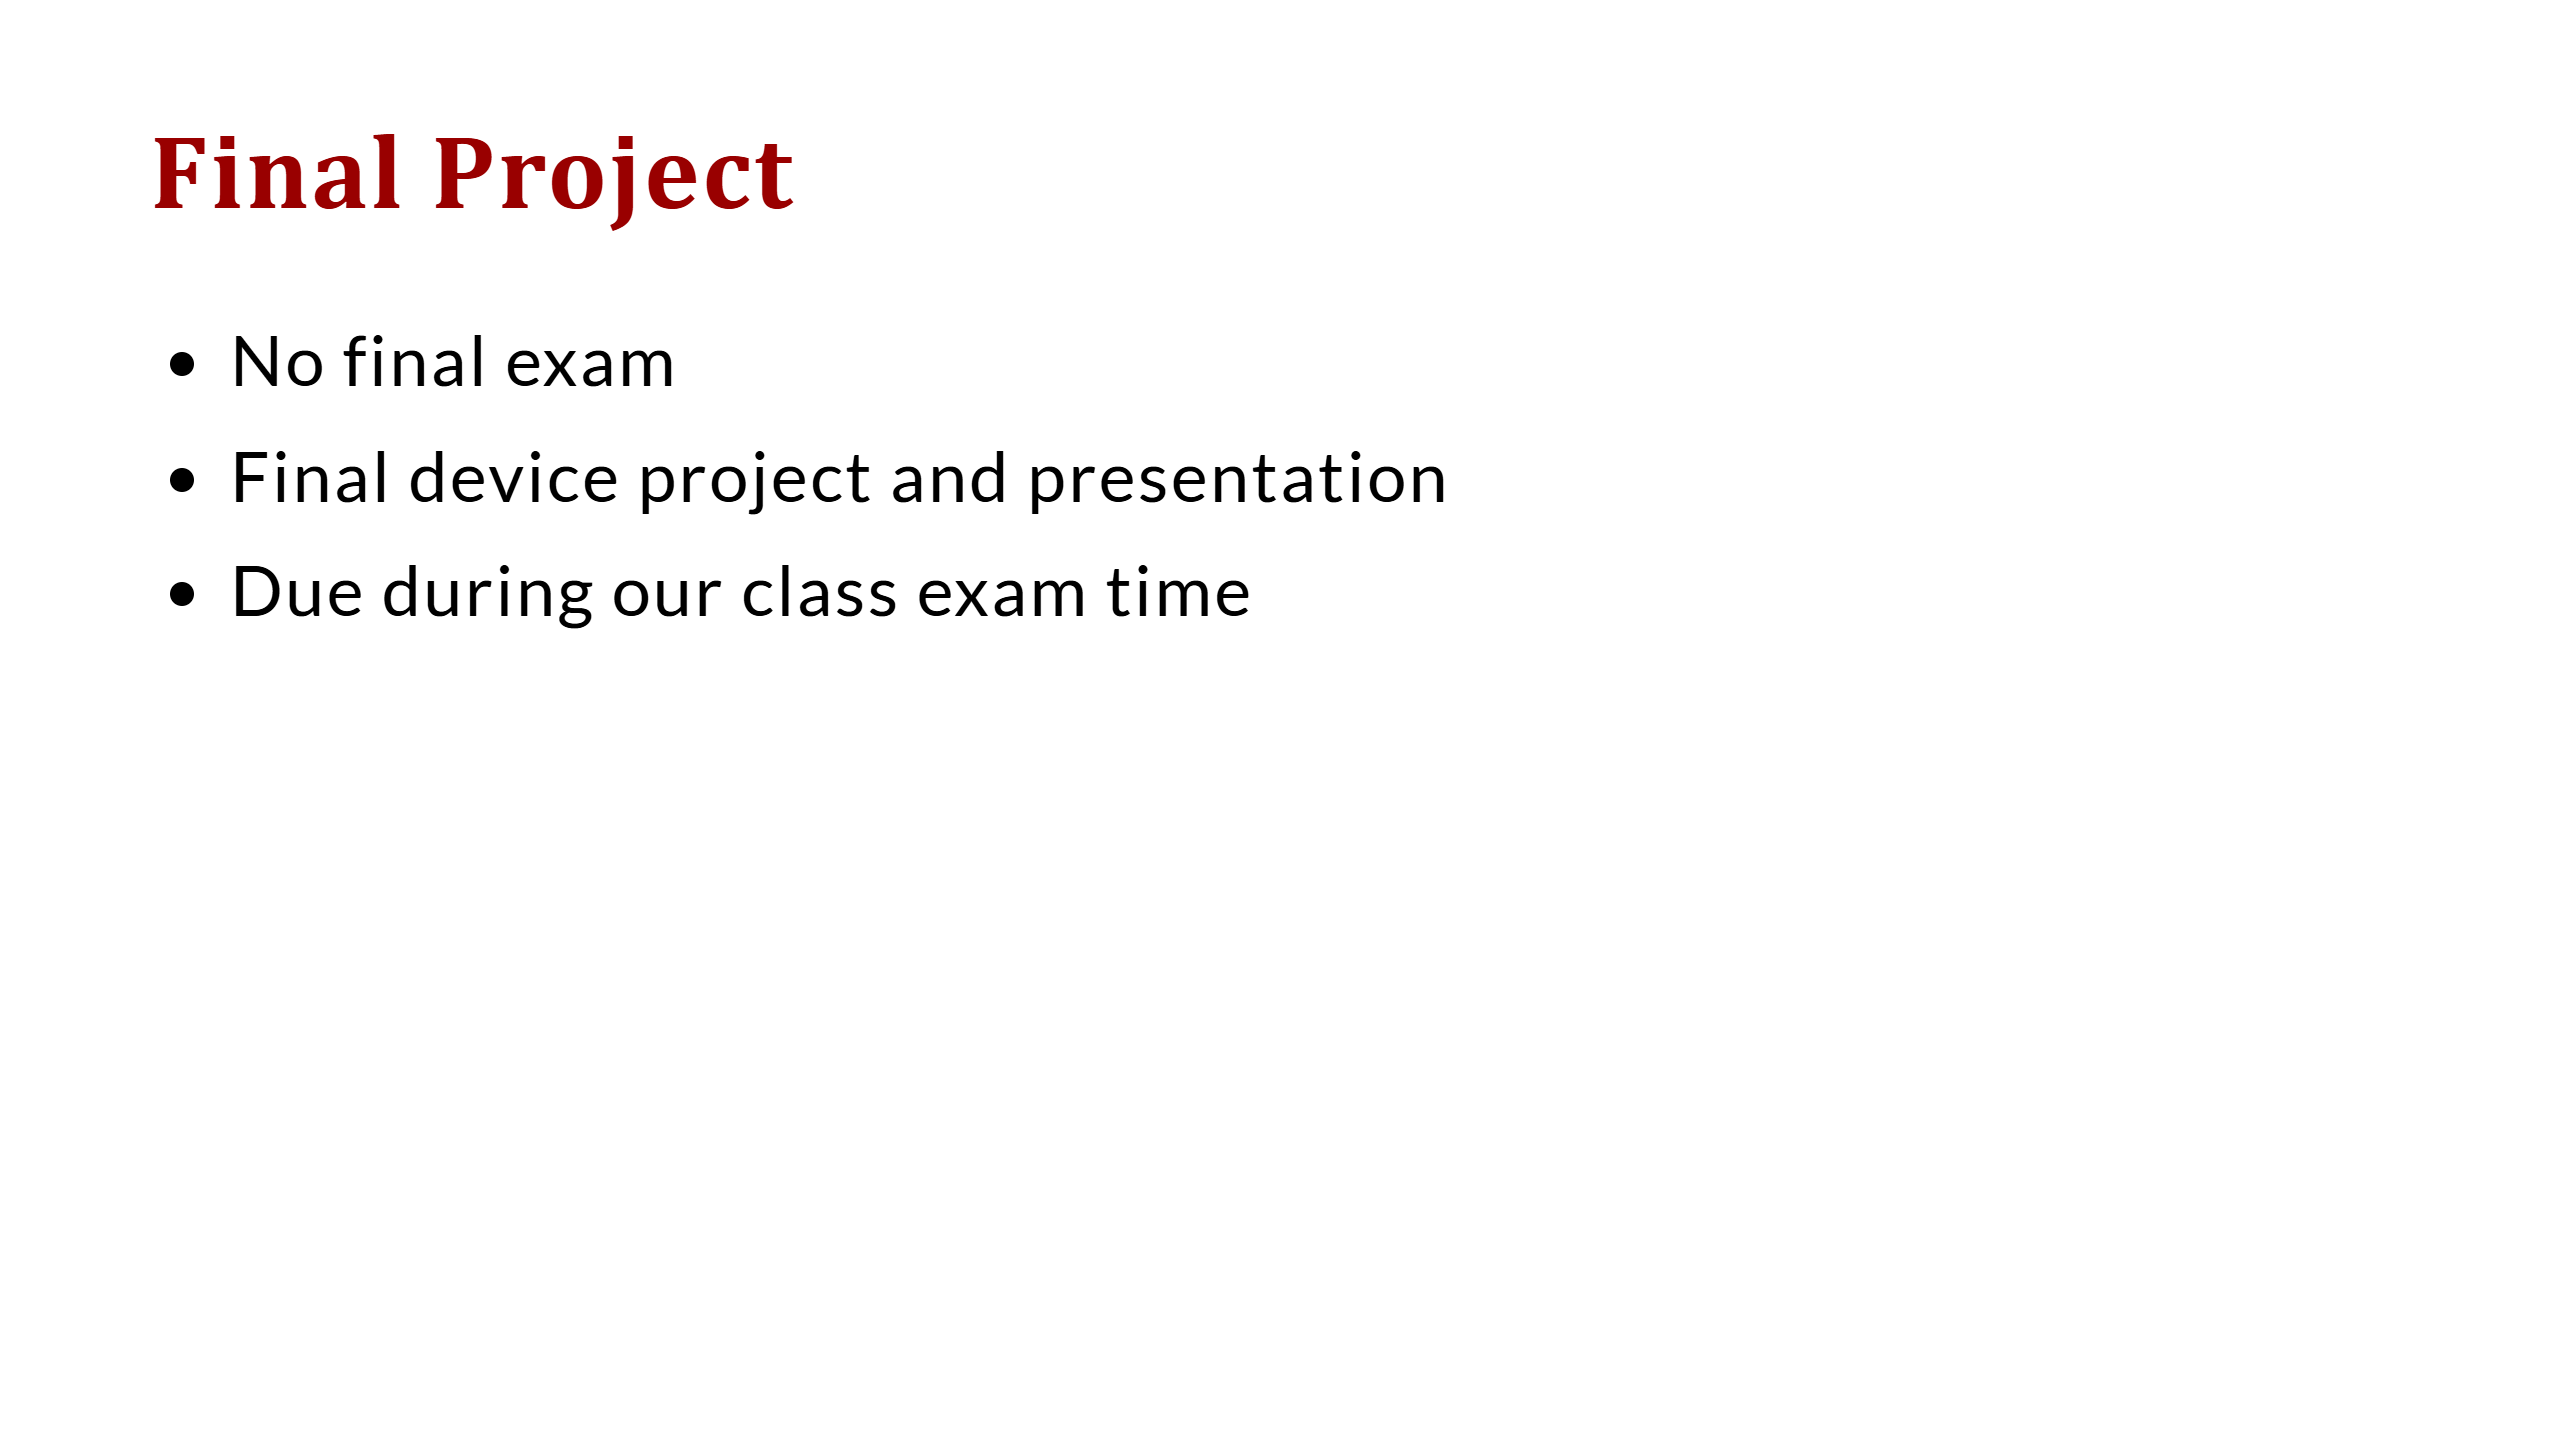 Final Project
• No final exam
• Final device project and presentation
• Due during our class exam time